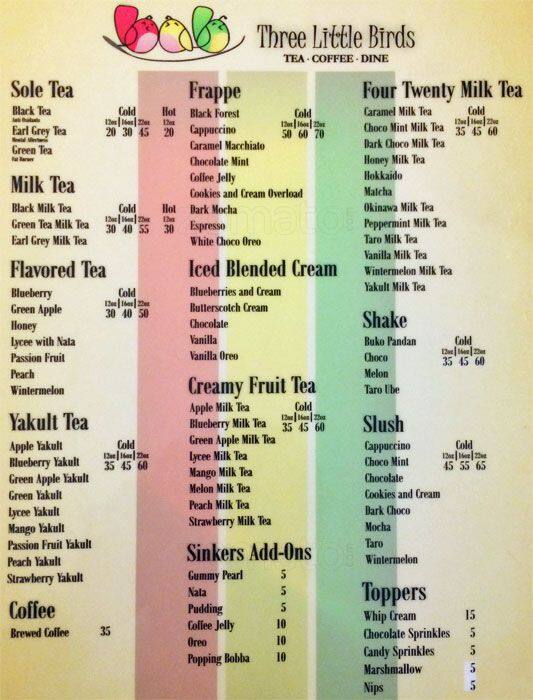 Three Little Birds
TEA · COFFEE · DINE
Sole Tea
Black Tea
Anti Oxidants
Earl Grey Tea
Mental Alertness
Green Tea
Fat Burner
Cold Hot
12oz | 16oz | 22oz 12oz
20 30 45 20
Milk Tea
Black Milk Tea
Green Tea Milk Tea
Earl Grey Milk Tea
Cold Hot
12oz | 16oz | 22oz 12oz
30 40 55 30
Flavored Tea
Blueberry
Green Apple
Honey
Lycee with Nata
Passion Fruit
Peach
Wintermelon
Cold
12oz | 16oz | 22oz
30 40 50
Yakult Tea
Apple Yakult
Blueberry Yakult
Green Apple Yakult
Green Yakult
Lycee Yakult
Mango Yakult
Passion Fruit Yakult
Peach Yakult
Strawberry Yakult
Cold
12oz | 16oz | 22oz
35 45 60
Coffee
Brewed Coffee 35
Frappe
Black Forest
Cappuccino
Caramel Macchiato
Chocolate Mint
Coffee Jelly
Cookies and Cream Overload
Dark Mocha
Espresso
White Choco Oreo
Cold
12oz | 16oz | 22oz
50 60 70
Iced Blended Cream
Blueberries and Cream
Butterscotch Cream
Chocolate
Vanilla
Vanilla Oreo
Creamy Fruit Tea
Apple Milk Tea
Blueberry Milk Tea
Green Apple Milk Tea
Lycee Milk Tea
Mango Milk Tea
Melon Milk Tea
Peach Milk Tea
Strawberry Milk Tea
Cold
12oz | 16oz | 22oz
35 45 60
Sinkers Add-Ons
Gummy Pearl 5
Nata 5
Pudding 5
Coffee Jelly 10
Oreo 10
Popping Bobba 10
Four Twenty Milk Tea
Caramel Milk Tea
Choco Mint Milk Tea
Dark Choco Milk Tea
Honey Milk Tea
Hokkaido
Matcha
Okinawa Milk Tea
Peppermint Milk Tea
Taro Milk Tea
Vanilla Milk Tea
Wintermelon Milk Tea
Yakult Milk Tea
Cold
12oz | 16oz | 22oz
35 45 60
Shake
Buko Pandan
Choco
Melon
Taro Ube
Cold
12oz | 16oz | 22oz
35 45 60
Slush
Cappuccino
Choco Mint
Chocolate
Cookies and Cream
Dark Choco
Mocha
Taro
Wintermelon
Cold
12oz | 16oz | 22oz
45 55 65
Toppers
Whip Cream 15
Chocolate Sprinkles 5
Candy Sprinkles 5
Marshmallow 5
Nips 5